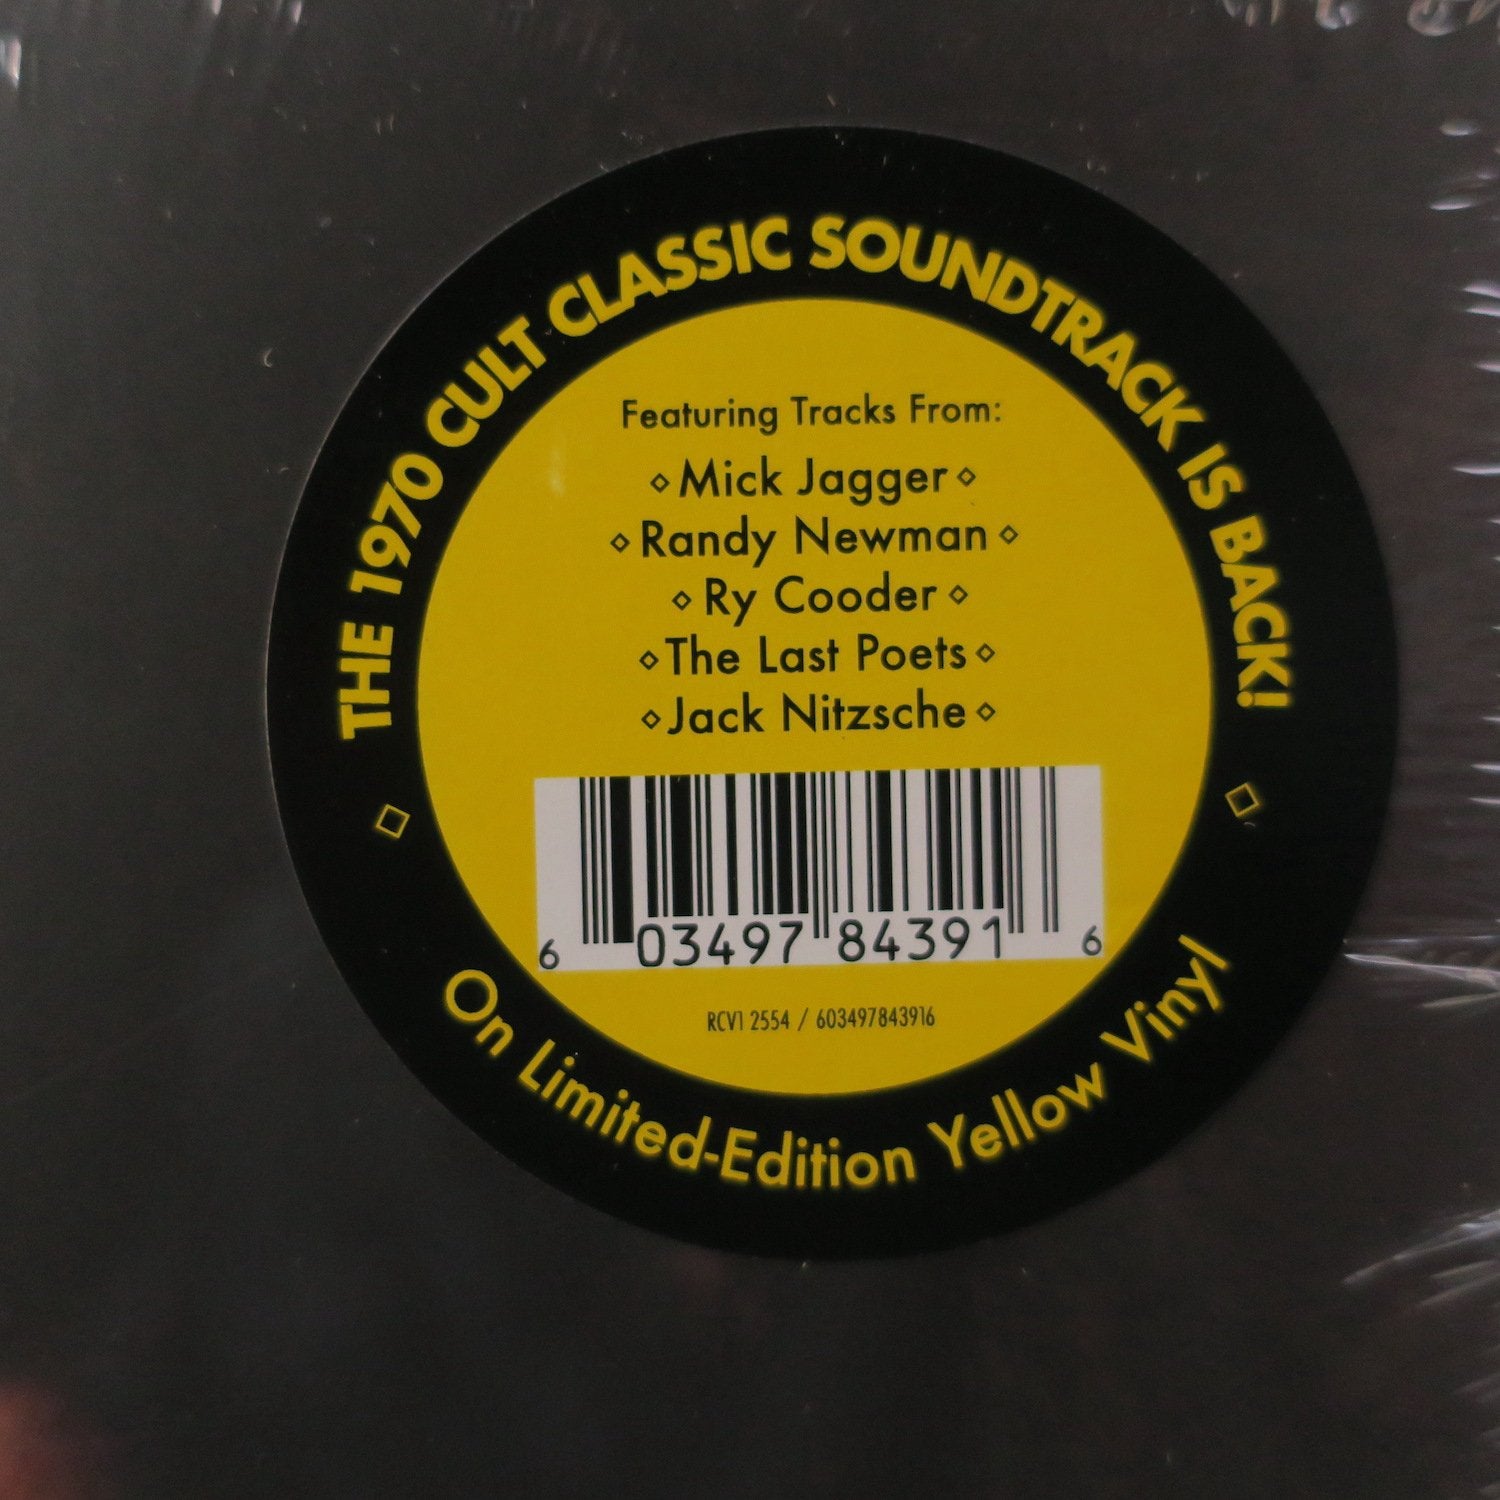 THE 1970 CULT CLASSIC SOUNDTRACK IS BACK!
Featuring Tracks From:
Mick Jagger
Randy Newman
Ry Cooder
The Last Poets
Jack Nitzsche
6 03497 84391 6
RCV1 2554 / 603497843916
On Limited-Edition Yellow Vinyl